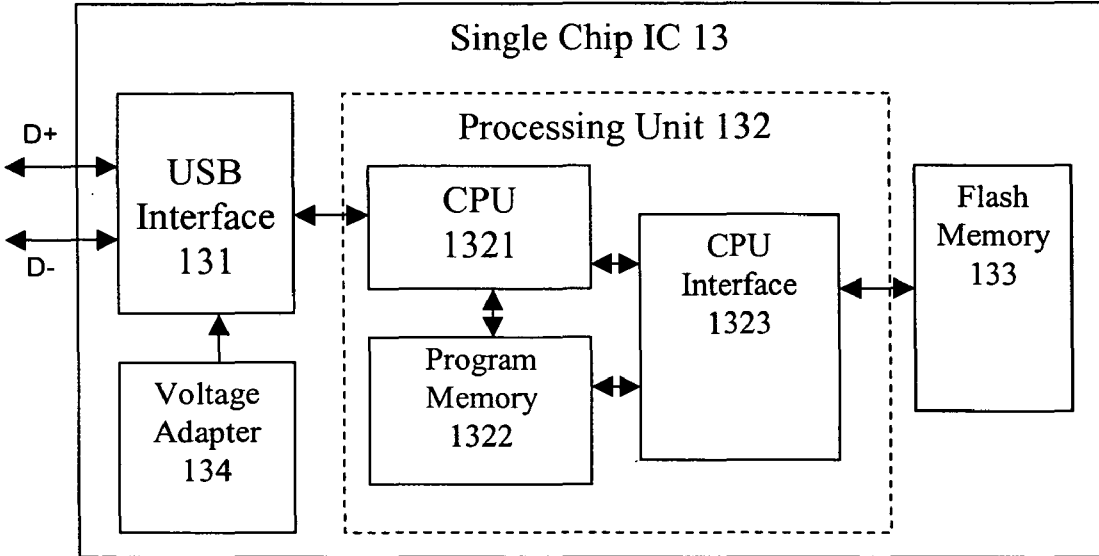 Single Chip IC 13
D+
D-
USB
Interface
131
Voltage
Adapter
134
Processing Unit 132
CPU
1321
Program
Memory
1322
CPU
Interface
1323
Flash
Memory
133